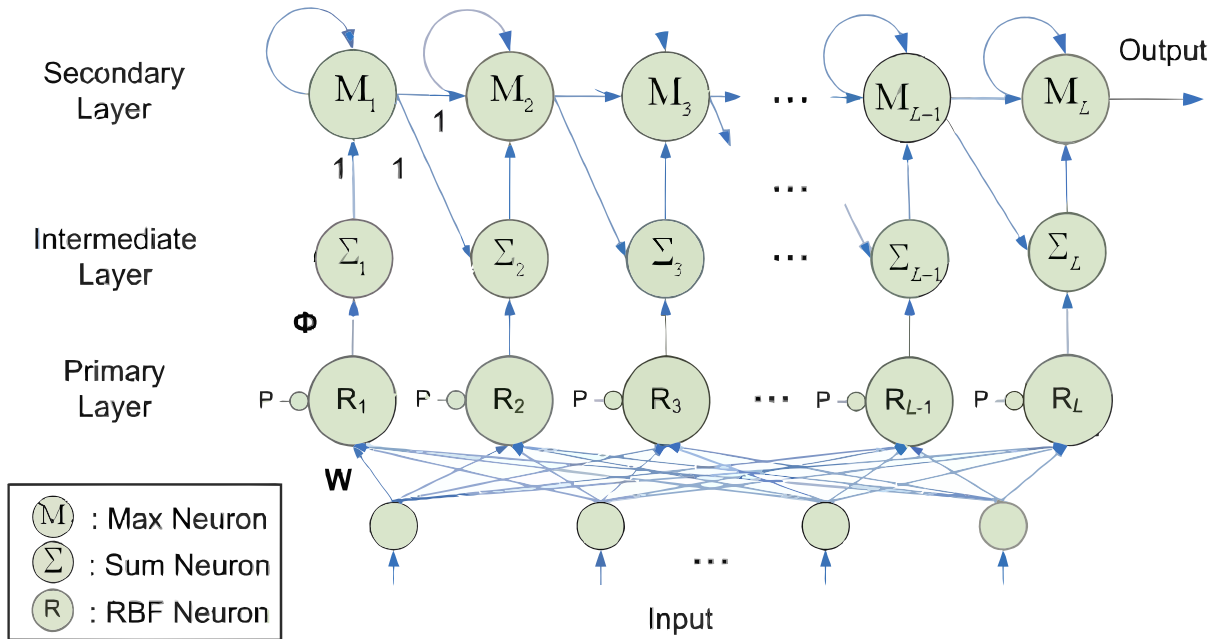 Secondary
Layer
M1
M2
M3
...
ML-1
ML
Output
1
1
1
...
Intermediate
Layer
Σ1
Σ2
Σ3
...
ΣL-1
ΣL
Φ
Primary
Layer
P
R1
P
R2
P
R3
...
P
RL-1
P
RL
W
M : Max Neuron
Σ : Sum Neuron
R : RBF Neuron
...
Input